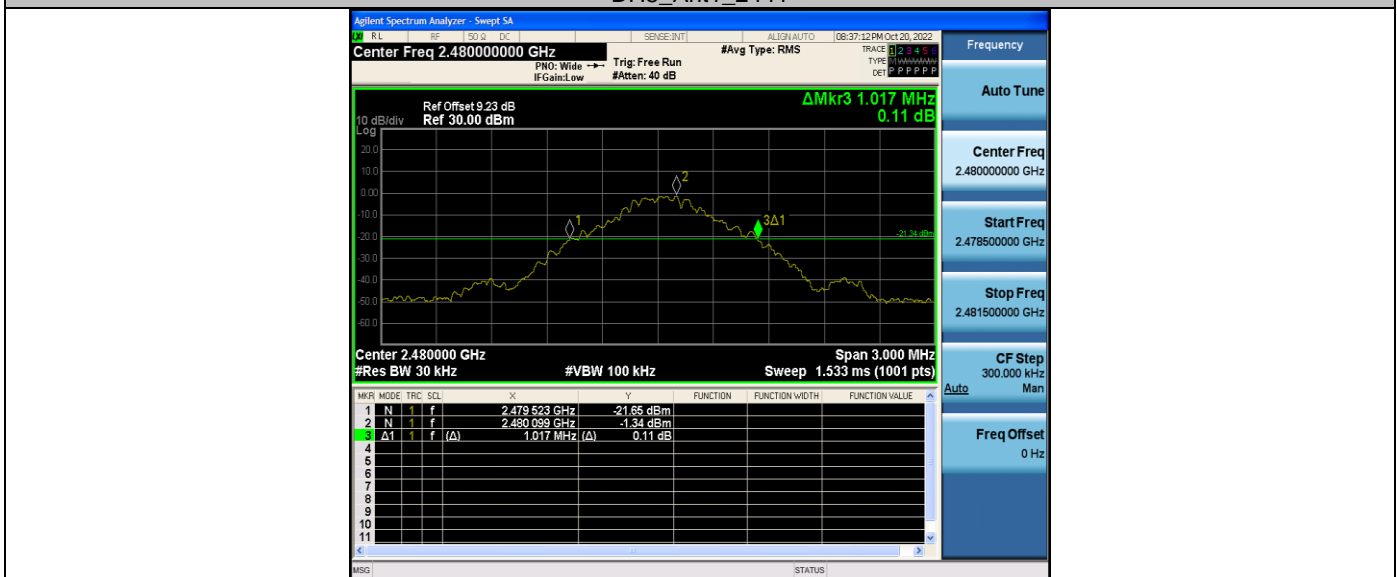 Agilent Spectrum Analyzer - Swept SA
RL RF 50 Ω DC SENSE:INT ALIGNAUTO 08:37:12 PM Oct 20, 2022
Center Freq 2.480000000 GHz
#Avg Type: RMS
TRACE 1 2 3 4 5 6
TYPE M
DET P P P P P P
PNO: Wide
IFGain:Low
Trig: Free Run
#Atten: 40 dB
Frequency
Auto Tune
Center Freq
2.480000000 GHz
Start Freq
2.478500000 GHz
Stop Freq
2.481500000 GHz
CF Step
300.000 kHz
Auto Man
Freq Offset
0 Hz
ΔMkr3 1.017 MHz
0.11 dB
Ref Offset 9.23 dB
10 dB/div Ref 30.00 dBm
Log
20.0
10.0
0.00
-10.0
-20.0
-30.0
-40.0
-50.0
-60.0
1
2
3Δ1
-21.34 dBm
Center 2.480000 GHz Span 3.000 MHz
#Res BW 30 kHz #VBW 100 kHz Sweep 1.533 ms (1001 pts)
MKR MODE TRC SCL X Y FUNCTION FUNCTION WIDTH FUNCTION VALUE
1 N 1 f 2.479 523 GHz -21.65 dBm
2 N 1 f 2.480 099 GHz -1.34 dBm
3 Δ1 1 f (Δ) 1.017 MHz (Δ) 0.11 dB
4
5
6
7
8
9
10
11
MSG STATUS